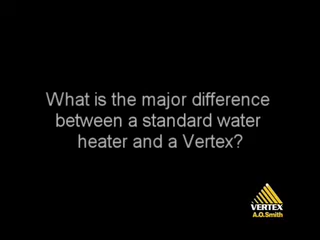 What is the major difference
between a standard water
heater and a Vertex?
VERTEX
A.O.Smith